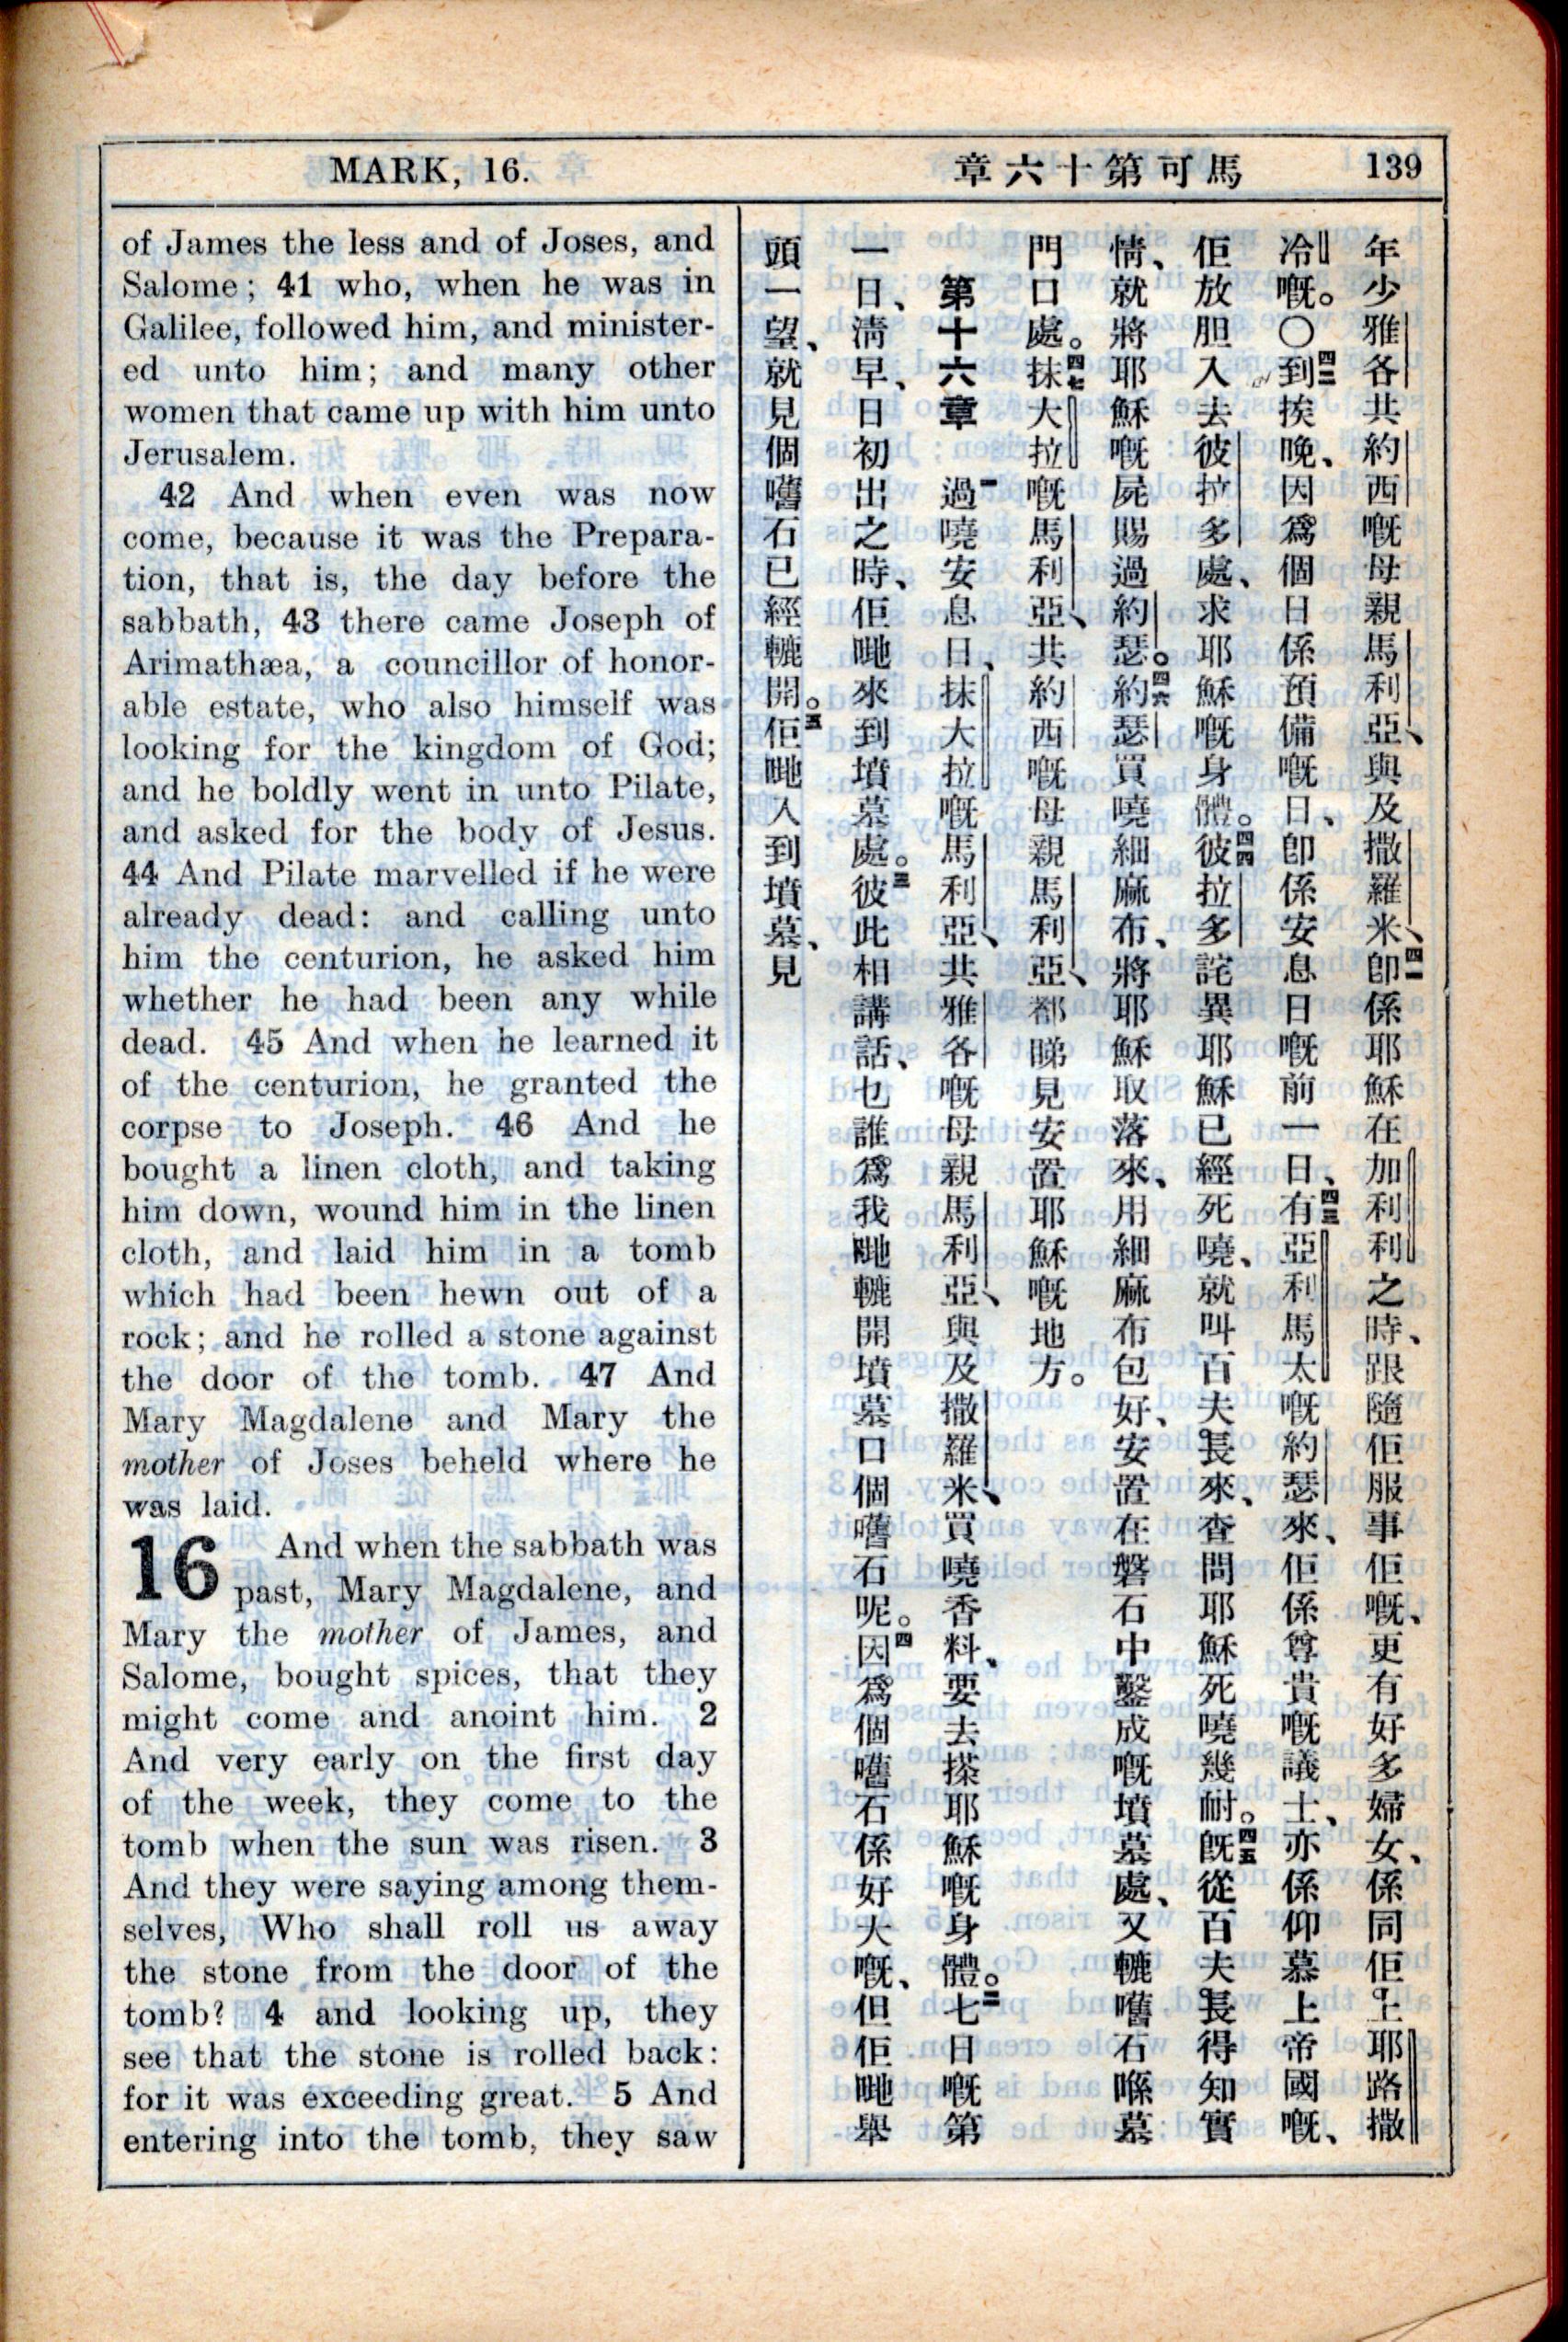 MARK, 16.
章六十第可馬
139
of James the less and of Joses, and
Salome; 41 who, when he was in
Galilee, followed him, and minister-
ed unto him; and many other
women that came up with him unto
Jerusalem.
42 And when even was now
come, because it was the Prepara-
tion, that is, the day before the
sabbath, 43 there came Joseph of
Arimathæa, a councillor of honor-
able estate, who also himself was
looking for the kingdom of God;
and he boldly went in unto Pilate,
and asked for the body of Jesus.
44 And Pilate marvelled if he were
already dead: and calling unto
him the centurion, he asked him
whether he had been any while
dead. 45 And when he learned it
of the centurion, he granted the
corpse to Joseph. 46 And he
bought a linen cloth, and taking
him down, wound him in the linen
cloth, and laid him in a tomb
which had been hewn out of a
rock; and he rolled a stone against
the door of the tomb. 47 And
Mary Magdalene and Mary the
mother of Joses beheld where he
was laid.
16 And when the sabbath was
past, Mary Magdalene, and
Mary the mother of James, and
Salome, bought spices, that they
might come and anoint him. 2
And very early on the first day
of the week, they come to the
tomb when the sun was risen. 3
And they were saying among them-
selves, Who shall roll us away
the stone from the door of the
tomb? 4 and looking up, they
see that the stone is rolled back:
for it was exceeding great. 5 And
entering into the tomb, they saw
年少雅各共約西嘅母親馬利亞、與及撒羅米、四一卽係耶穌在加利利之時、跟隨佢服事佢嘅、更有好多婦女、係同佢上耶路撒
冷嘅。〇四二到挨晚、因爲個日係預備嘅日、卽係安息日嘅前一日、四三有亞利馬太嘅約瑟來、佢係尊貴嘅議士、亦係仰慕上帝國嘅、
佢放胆入去彼拉多處、求耶穌嘅身體。四四彼拉多詫異耶穌已經死嘵、就叫百夫長來、查問耶穌死嘵幾耐。四五旣從百夫長得知實
情、就將耶穌嘅屍賜過約瑟。四六約瑟買嘵細麻布、將耶穌取落來、用細麻布包好、安置在磐石中鑿成嘅墳墓處、又轆嚿石喺墓
門口處。四七抹大拉嘅馬利亞、共約西嘅母親馬利亞、都睇見安置耶穌嘅地方。
第十六章 一過嘵安息日、抹大拉嘅馬利亞、共雅各嘅母親馬利亞、與及撒羅米、買嘵香料、要去搽耶穌嘅身體。二七日嘅第
一日、淸早、日初出之時、佢哋來到墳墓處。三彼此相講話、乜誰爲我哋轆開墳墓口個嚿石呢。四因爲個嚿石係好大嘅、但佢哋舉
頭一望、就見個嚿石已經轆開。五佢哋入到墳墓、見